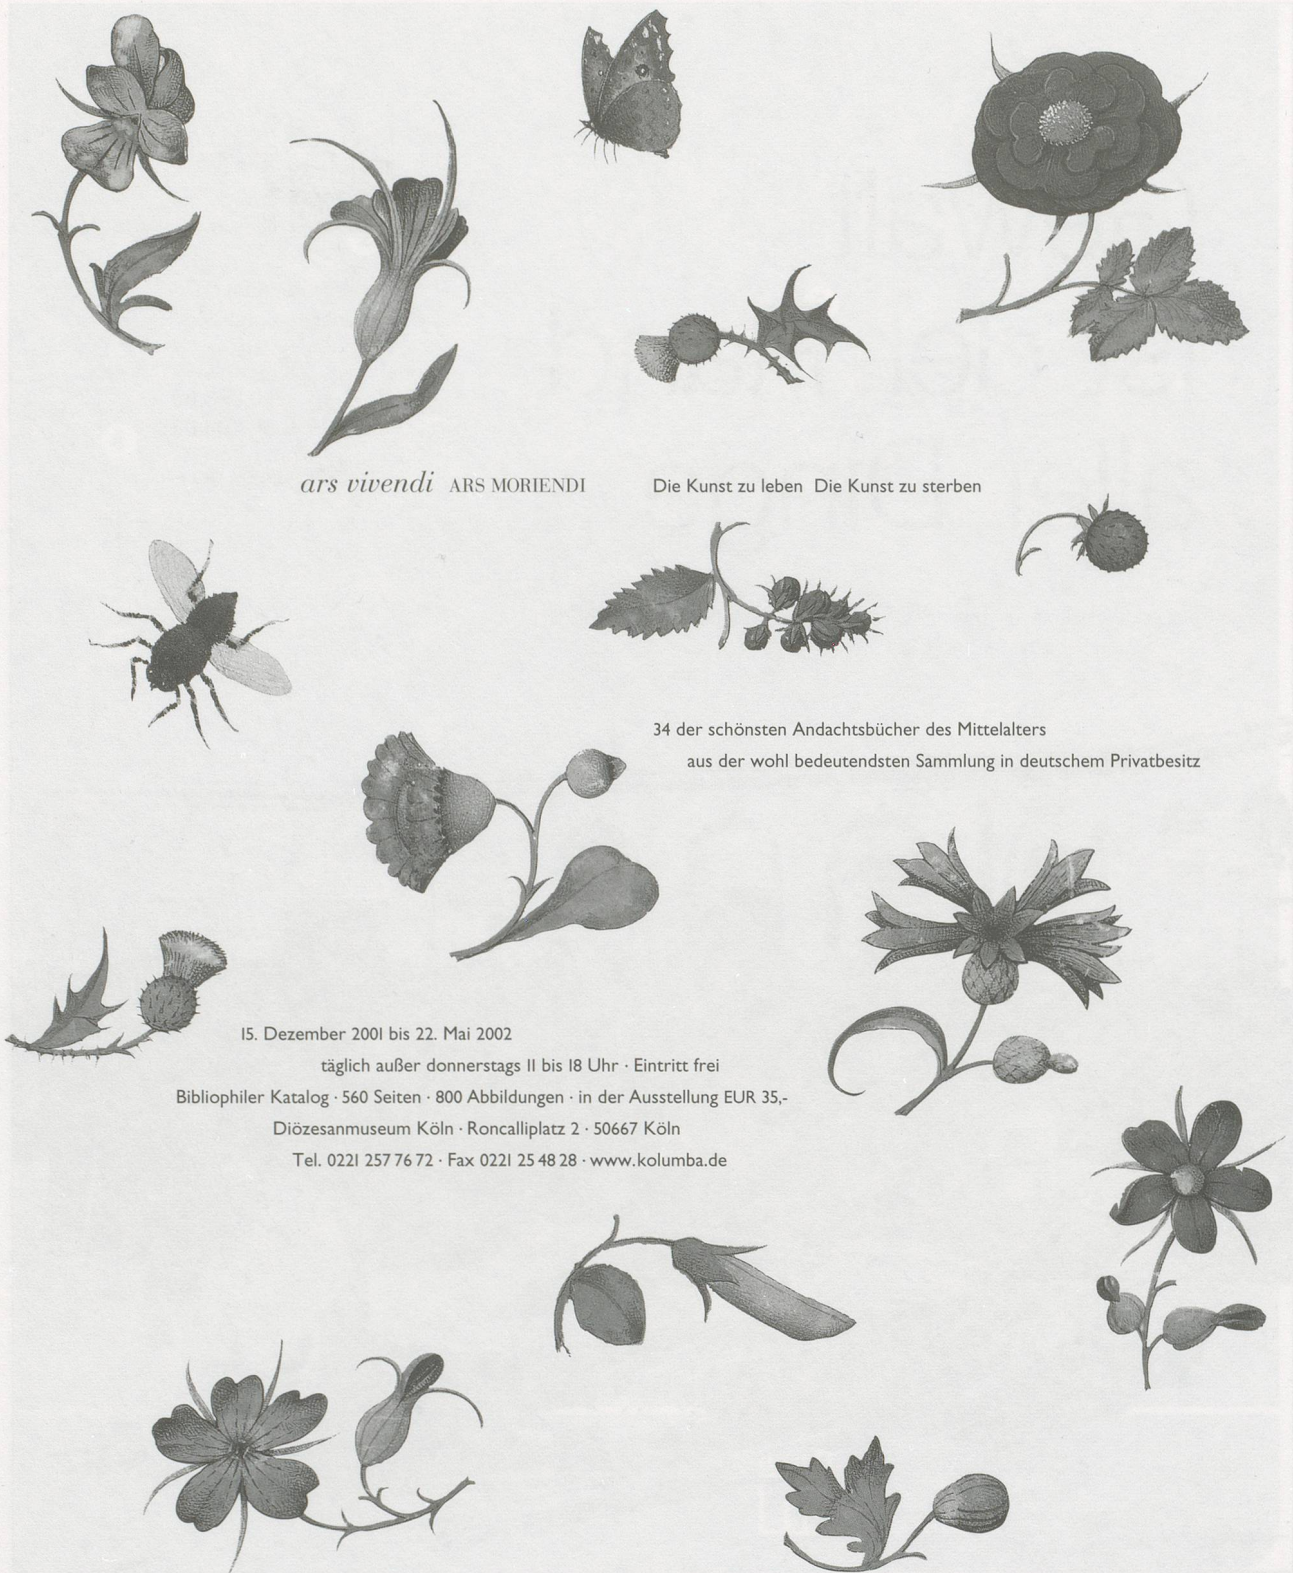 ars vivendi ARS MORIENDI Die Kunst zu leben Die Kunst zu sterben
34 der schönsten Andachtsbücher des Mittelalters
aus der wohl bedeutendsten Sammlung in deutschem Privatbesitz
15. Dezember 2001 bis 22. Mai 2002
täglich außer donnerstags 11 bis 18 Uhr · Eintritt frei
Bibliophiler Katalog · 560 Seiten · 800 Abbildungen · in der Ausstellung EUR 35,-
Diözesanmuseum Köln · Roncalliplatz 2 · 50667 Köln
Tel. 0221 257 76 72 · Fax 0221 25 48 28 · www.kolumba.de